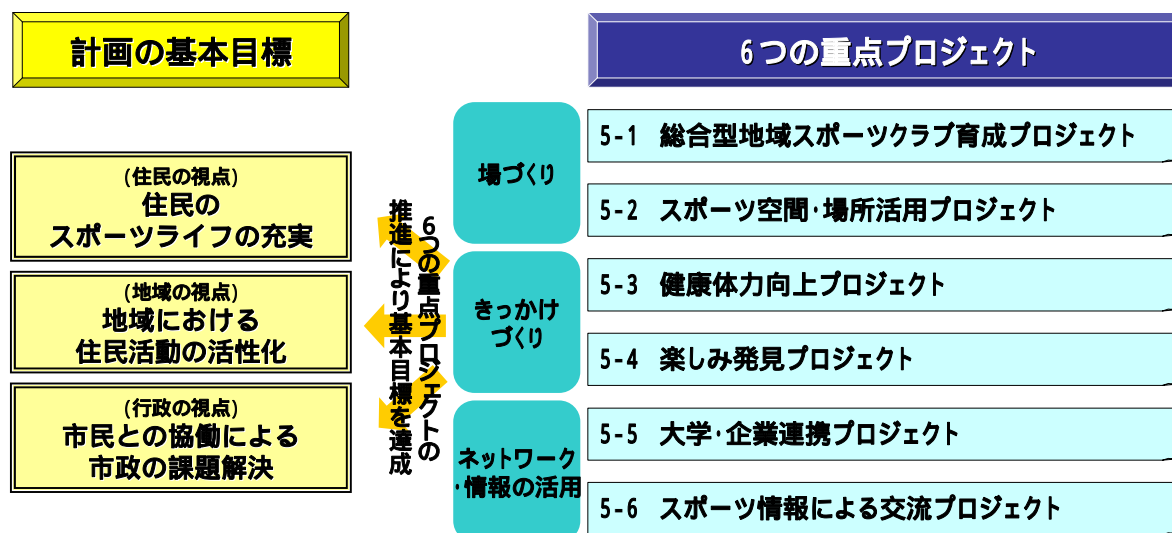 計画の基本目標
6つの重点プロジェクト
(住民の視点)
住民の
スポーツライフの充実
(地域の視点)
地域における
住民活動の活性化
(行政の視点)
市民との協働による
市政の課題解決
6つの重点プロジェクトの
推進により基本目標を達成
場づくり
きっかけ
づくり
ネットワーク
・情報の活用
5-1 総合型地域スポーツクラブ育成プロジェクト
5-2 スポーツ空間・場所活用プロジェクト
5-3 健康体力向上プロジェクト
5-4 楽しみ発見プロジェクト
5-5 大学・企業連携プロジェクト
5-6 スポーツ情報による交流プロジェクト